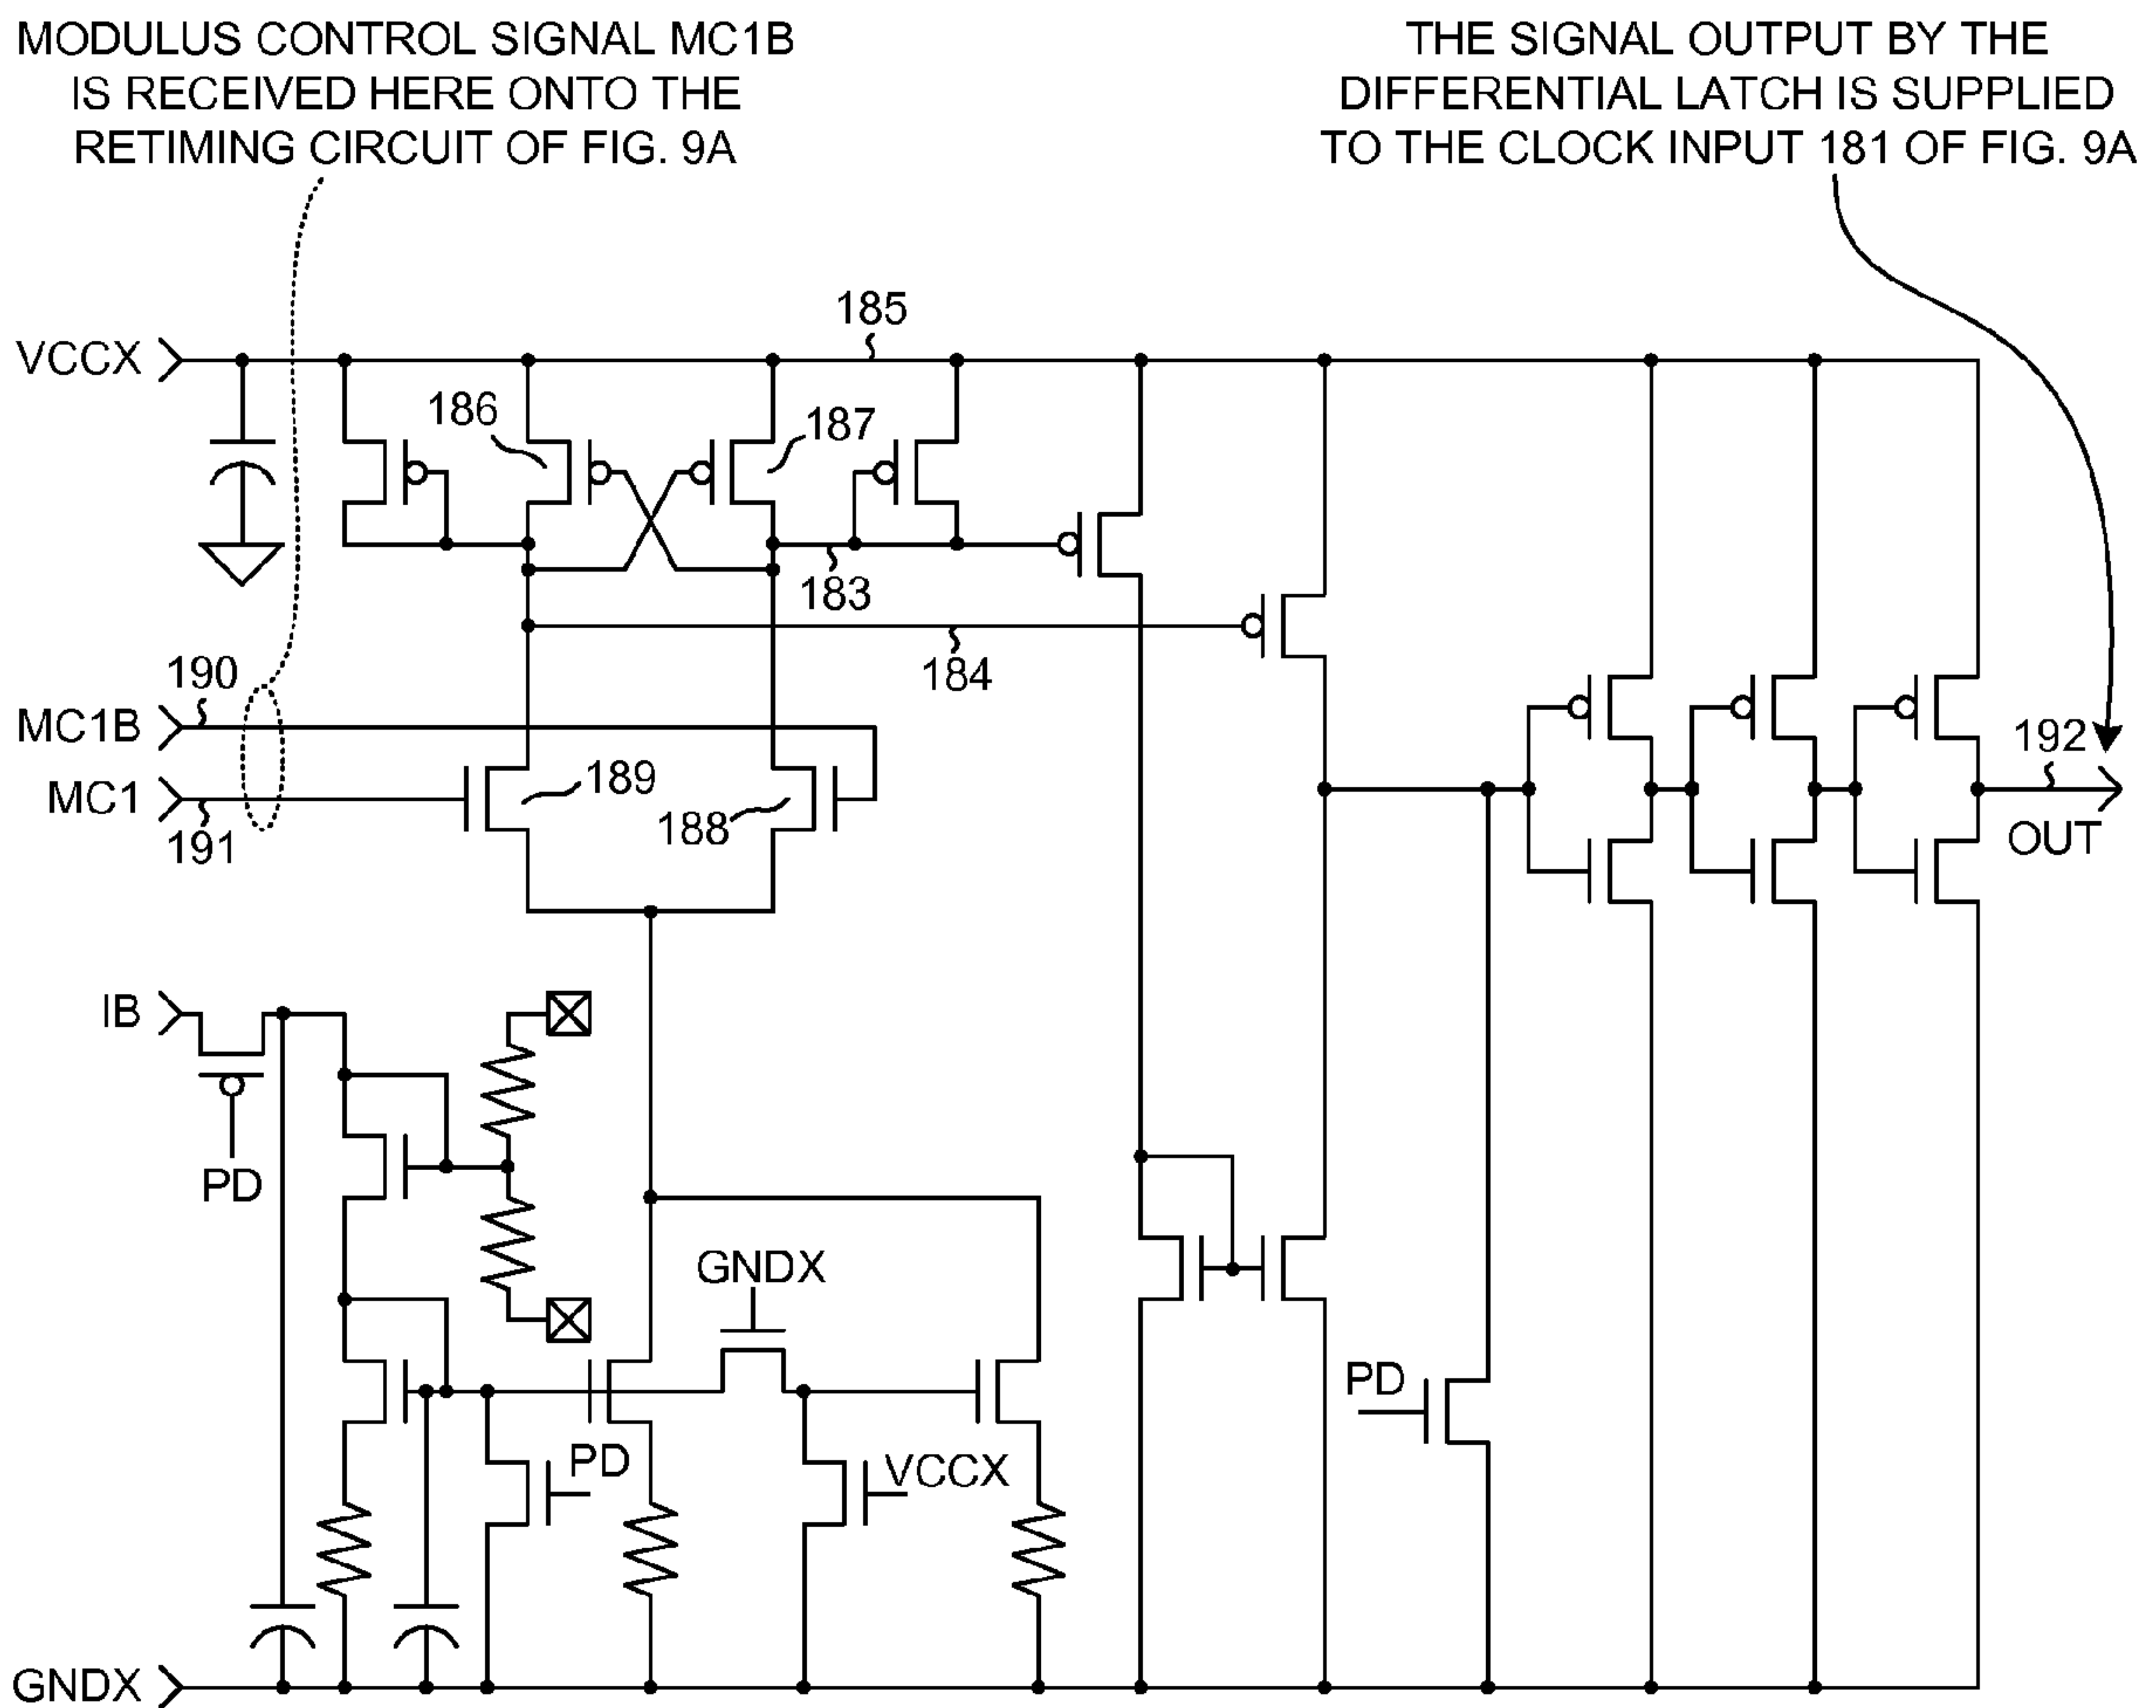 MODULUS CONTROL SIGNAL MC1B
IS RECEIVED HERE ONTO THE
RETIMING CIRCUIT OF FIG. 9A
THE SIGNAL OUTPUT BY THE
DIFFERENTIAL LATCH IS SUPPLIED
TO THE CLOCK INPUT 181 OF FIG. 9A
185
VCCX
186
187
183
184
190
MC1B
192
MC1
189
188
191
OUT
IB
PD
GNDX
PD
PD
VCCX
GNDX